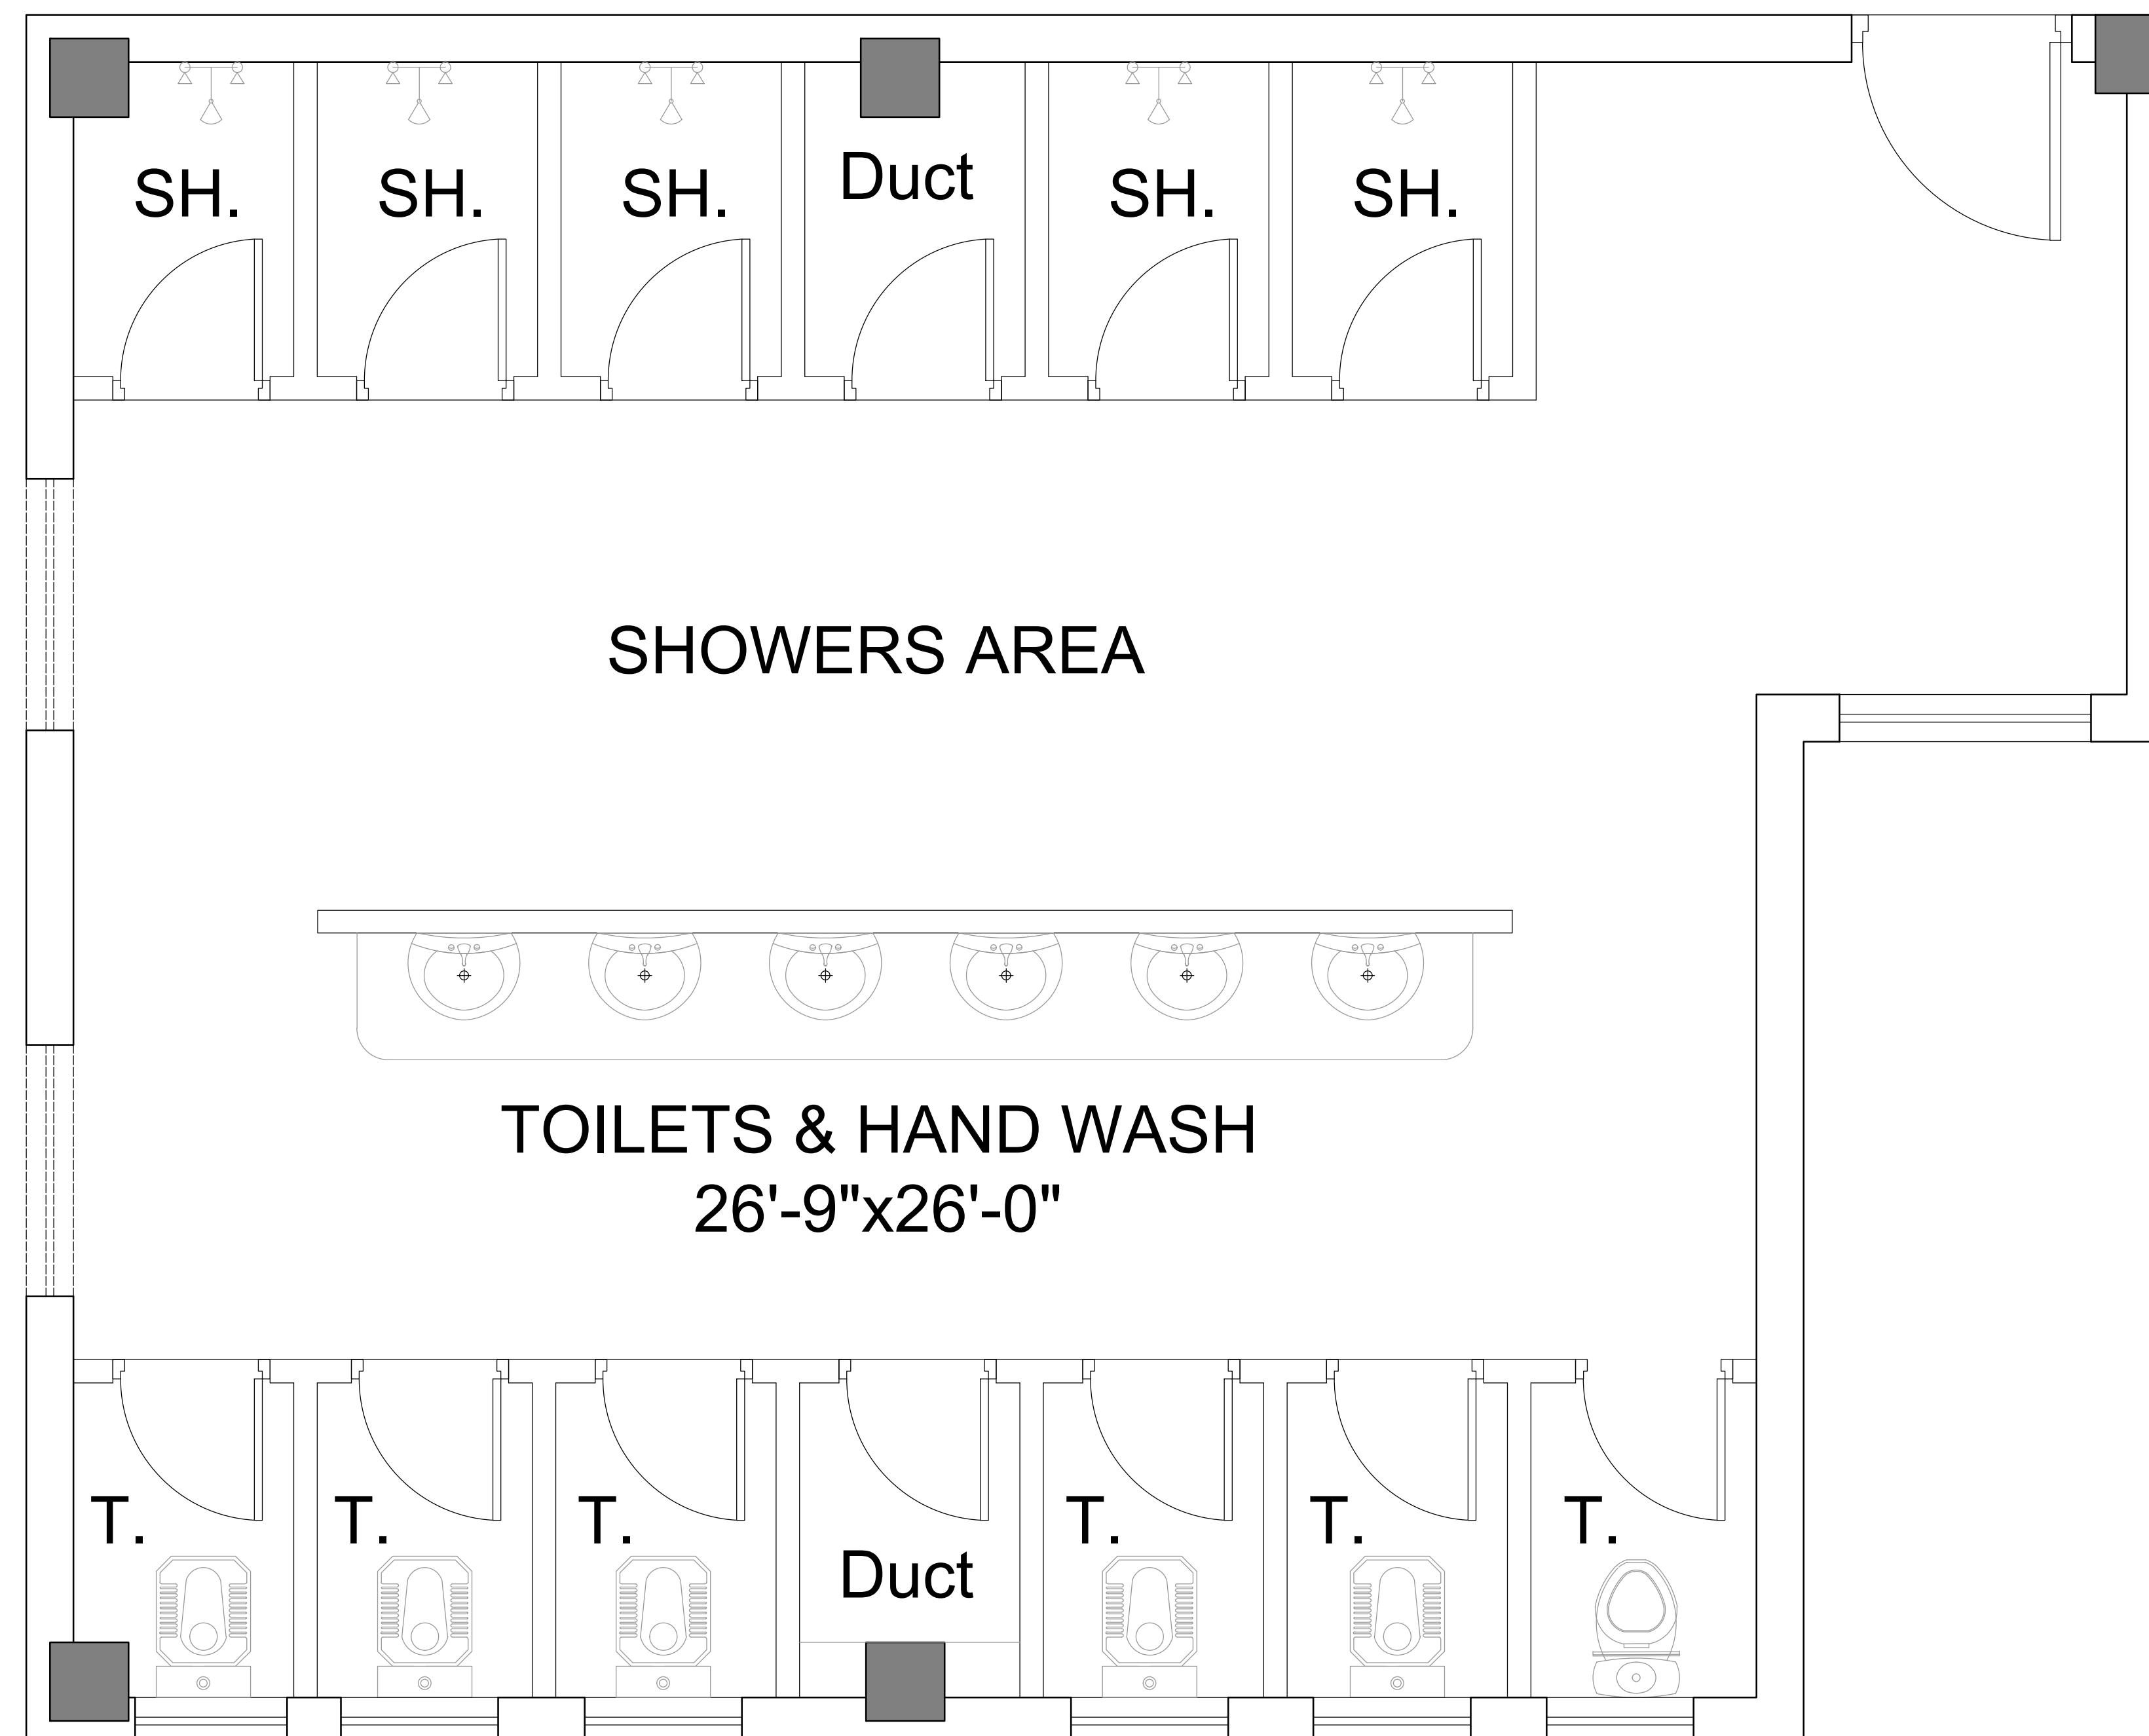 SH. SH. SH. Duct SH. SH.
SHOWERS AREA
TOILETS & HAND WASH
26'-9"x26'-0"
T. T. T. Duct T. T. T.